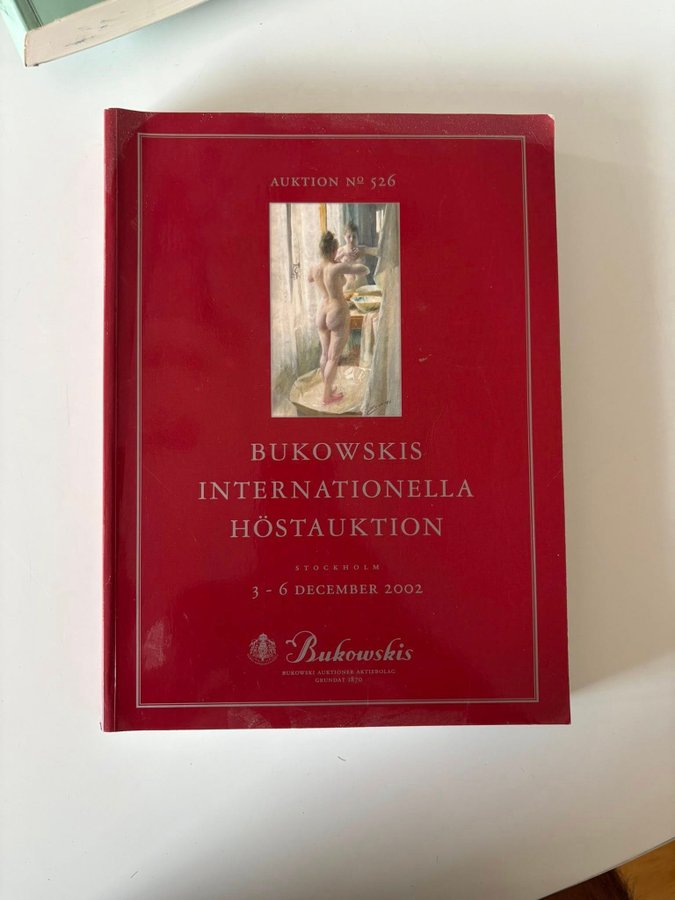 AUKTION Nº 526
BUKOWSKIS
INTERNATIONELLA
HÖSTAUKTION
STOCKHOLM
3 - 6 DECEMBER 2002
Bukowskis
BUKOWSKI AUKTIONER AKTIEBOLAG
GRUNDAT 1870